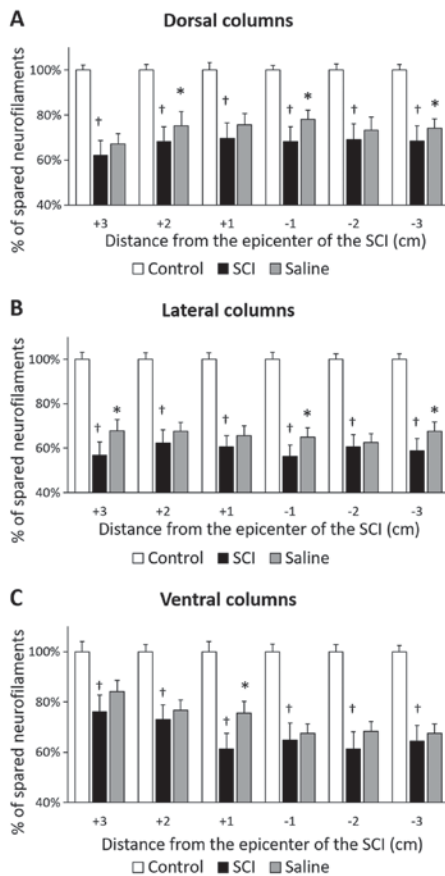 A
Dorsal columns
% of spared neurofilaments
100%
80%
60%
40%
† † * † † * † † *
+3 +2 +1 -1 -2 -3
Distance from the epicenter of the SCI (cm)
Control SCI Saline
B
Lateral columns
% of spared neurofilaments
100%
80%
60%
40%
† * † † † * † † *
+3 +2 +1 -1 -2 -3
Distance from the epicenter of the SCI (cm)
Control SCI Saline
C
Ventral columns
% of spared neurofilaments
100%
80%
60%
40%
† † † * † † †
+3 +2 +1 -1 -2 -3
Distance from the epicenter of the SCI (cm)
Control SCI Saline